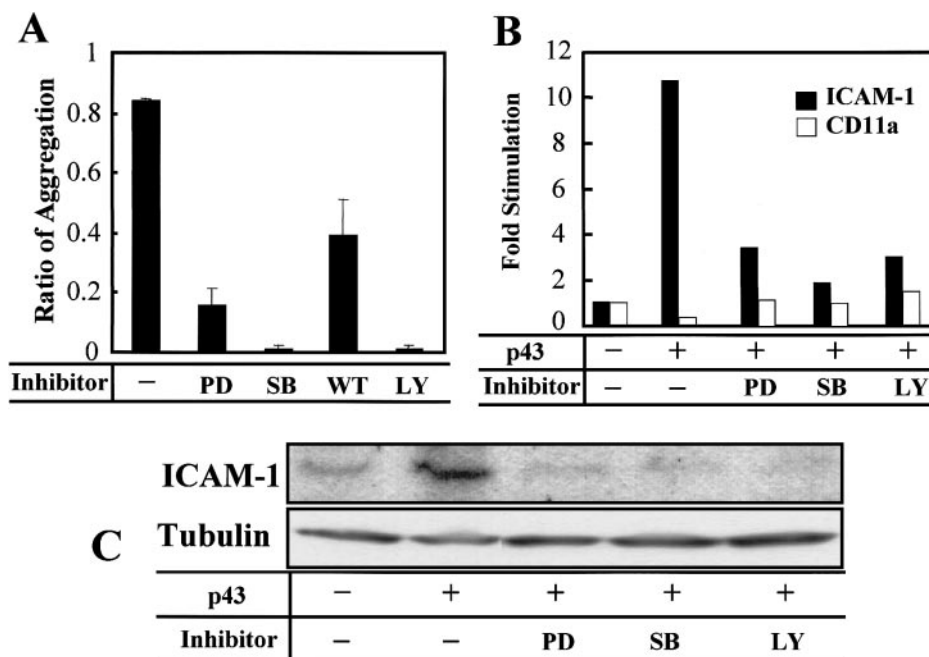 A
Ratio of Aggregation
1
0.8
0.6
0.4
0.2
0
Inhibitor – PD SB WT LY
B
Fold Stimulation
12
10
8
6
4
2
0
ICAM-1
CD11a
p43 – + + + +
Inhibitor – – PD SB LY
C
ICAM-1
Tubulin
p43 – + + + +
Inhibitor – – PD SB LY